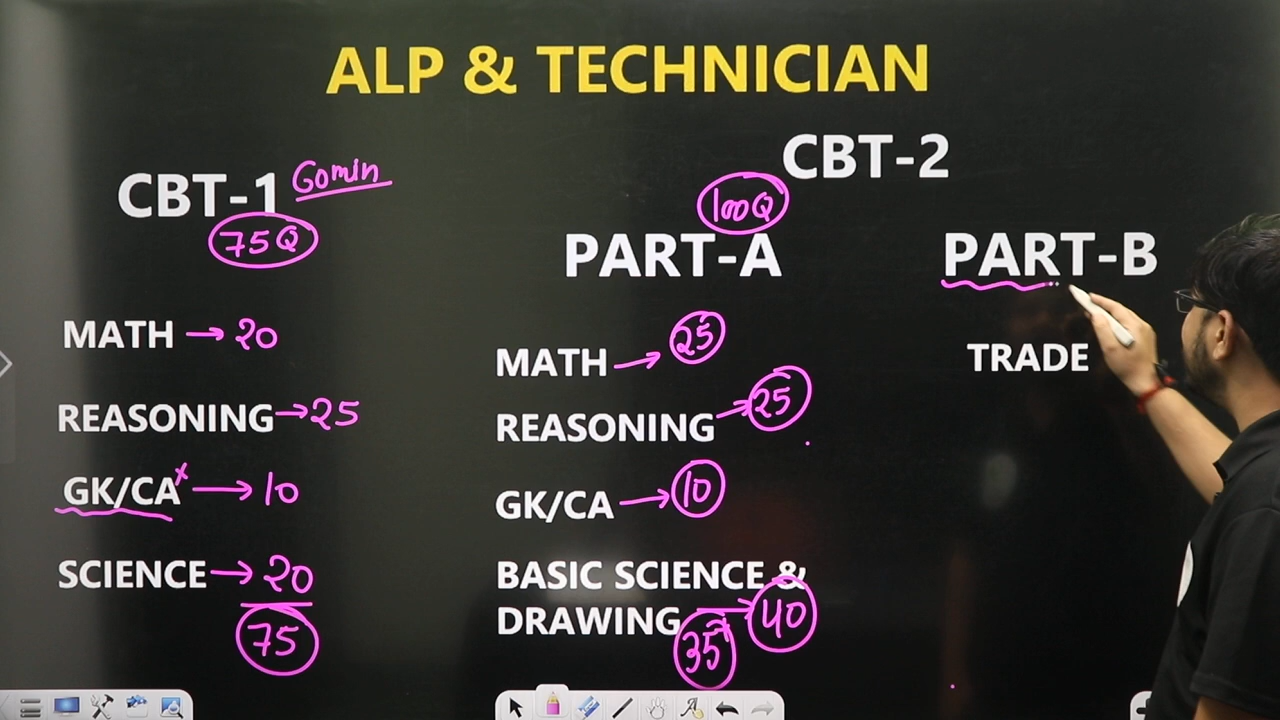 ALP & TECHNICIAN
CBT-1 60min
75Q
MATH → 20
REASONING → 25
GK/CA → 10
SCIENCE → 20
75
CBT-2
100Q
PART-A
MATH → 25
REASONING → 25
GK/CA → 10
BASIC SCIENCE &
DRAWING → 40
35+
PART-B
TRADE